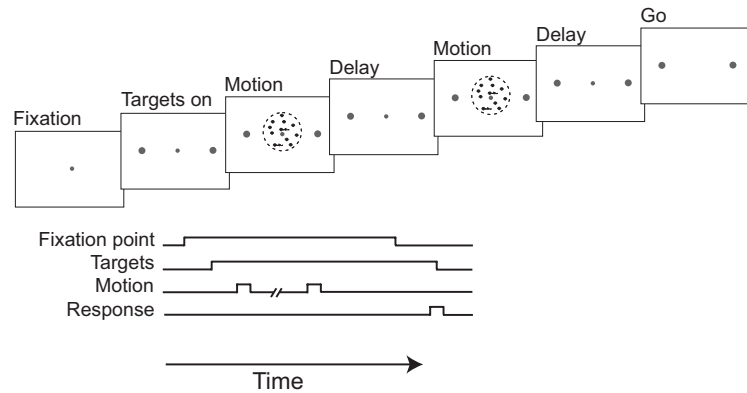 Fixation
Targets on
Motion
Delay
Motion
Delay
Go
Fixation point
Targets
Motion
Response
Time